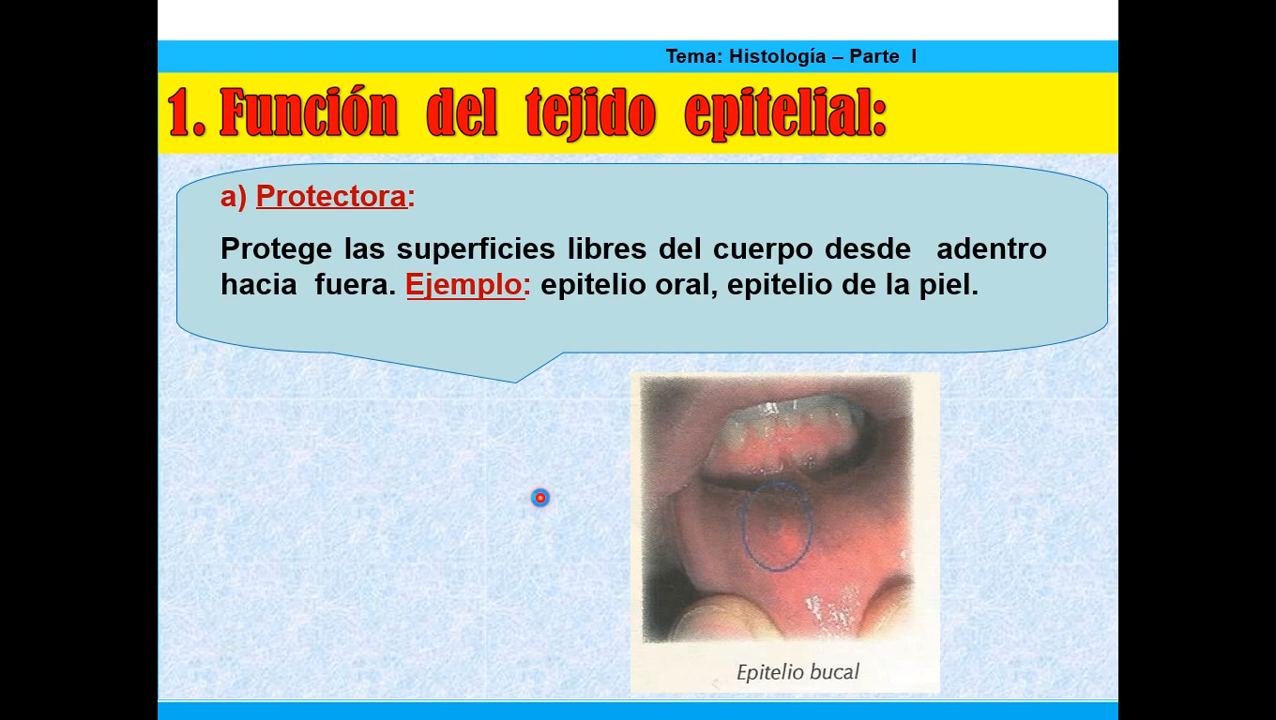 Tema: Histología – Parte I
1. Función del tejido epitelial:
a) Protectora:
Protege las superficies libres del cuerpo desde adentro
hacia fuera. Ejemplo: epitelio oral, epitelio de la piel.
Epitelio bucal